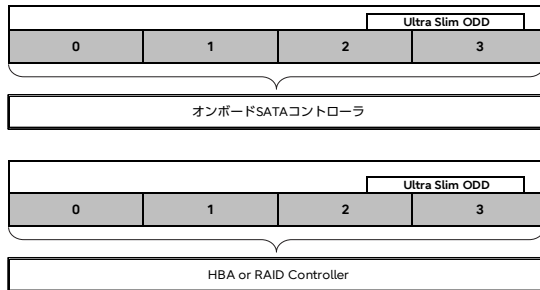 Ultra Slim ODD
0 1 2 3
オンボードSATAコントローラ
Ultra Slim ODD
0 1 2 3
HBA or RAID Controller